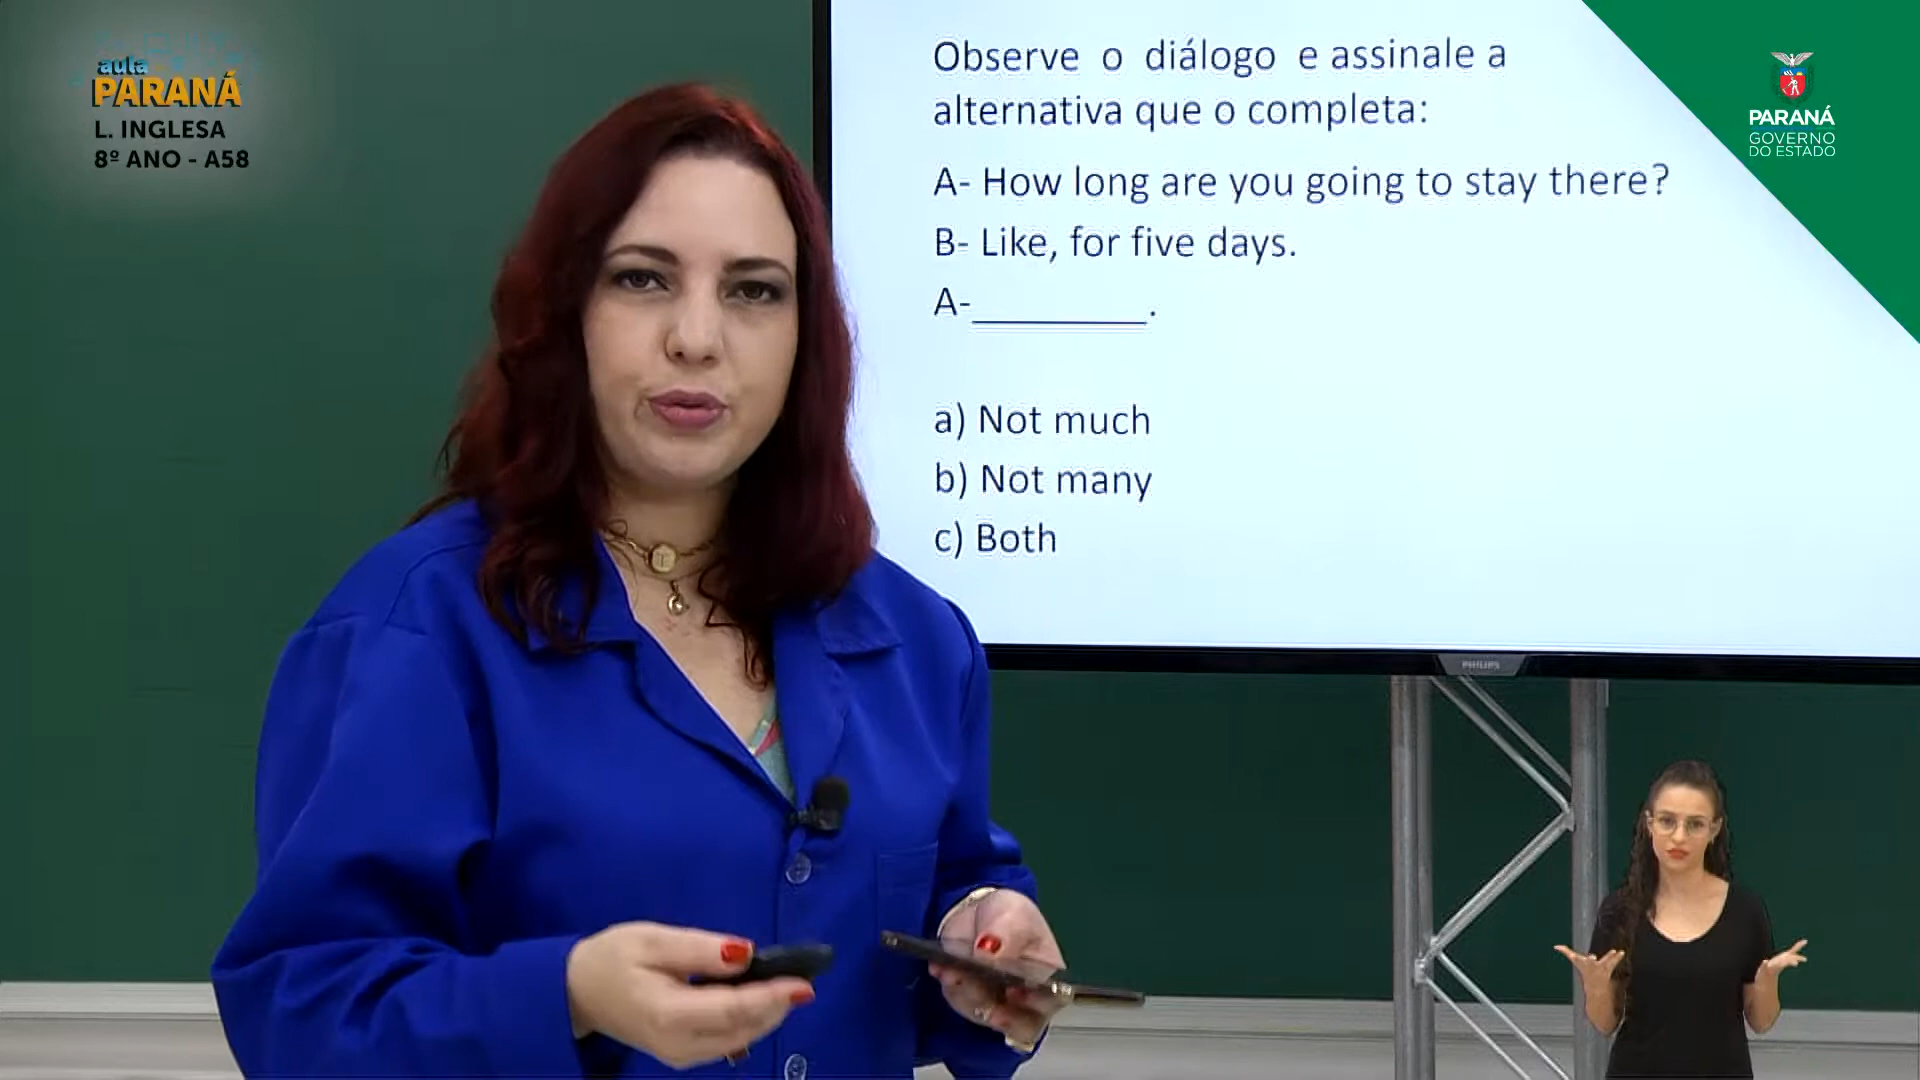 aula
PARANÁ
L. INGLESA
8º ANO - A58
Observe o diálogo e assinale a
alternativa que o completa:
A- How long are you going to stay there?
B- Like, for five days.
A-_________.
a) Not much
b) Not many
c) Both
PARANÁ
GOVERNO
DO ESTADO
PHILIPS